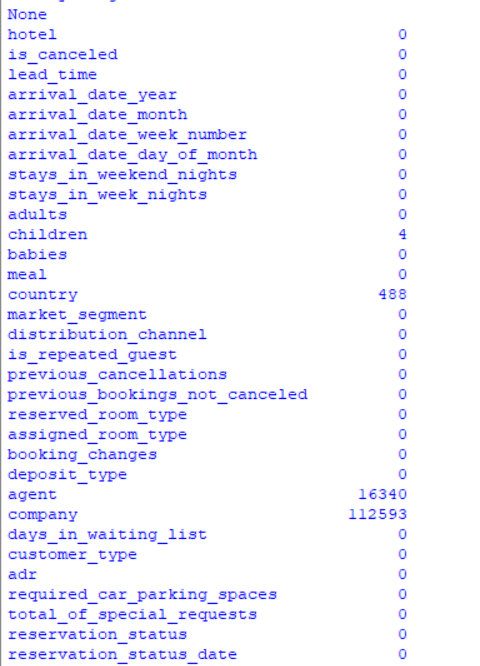 None
hotel 0
is_canceled 0
lead_time 0
arrival_date_year 0
arrival_date_month 0
arrival_date_week_number 0
arrival_date_day_of_month 0
stays_in_weekend_nights 0
stays_in_week_nights 0
adults 0
children 4
babies 0
meal 0
country 488
market_segment 0
distribution_channel 0
is_repeated_guest 0
previous_cancellations 0
previous_bookings_not_canceled 0
reserved_room_type 0
assigned_room_type 0
booking_changes 0
deposit_type 0
agent 16340
company 112593
days_in_waiting_list 0
customer_type 0
adr 0
required_car_parking_spaces 0
total_of_special_requests 0
reservation_status 0
reservation_status_date 0